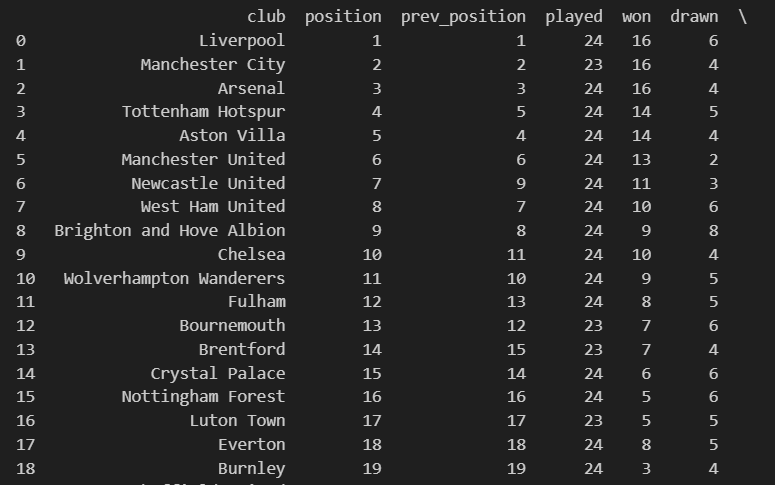 club position prev_position played won drawn \
0 Liverpool 1 1 24 16 6
1 Manchester City 2 2 23 16 4
2 Arsenal 3 3 24 16 4
3 Tottenham Hotspur 4 5 24 14 5
4 Aston Villa 5 4 24 14 4
5 Manchester United 6 6 24 13 2
6 Newcastle United 7 9 24 11 3
7 West Ham United 8 7 24 10 6
8 Brighton and Hove Albion 9 8 24 9 8
9 Chelsea 10 11 24 10 4
10 Wolverhampton Wanderers 11 10 24 9 5
11 Fulham 12 13 24 8 5
12 Bournemouth 13 12 23 7 6
13 Brentford 14 15 23 7 4
14 Crystal Palace 15 14 24 6 6
15 Nottingham Forest 16 16 24 5 6
16 Luton Town 17 17 23 5 5
17 Everton 18 18 24 8 5
18 Burnley 19 19 24 3 4